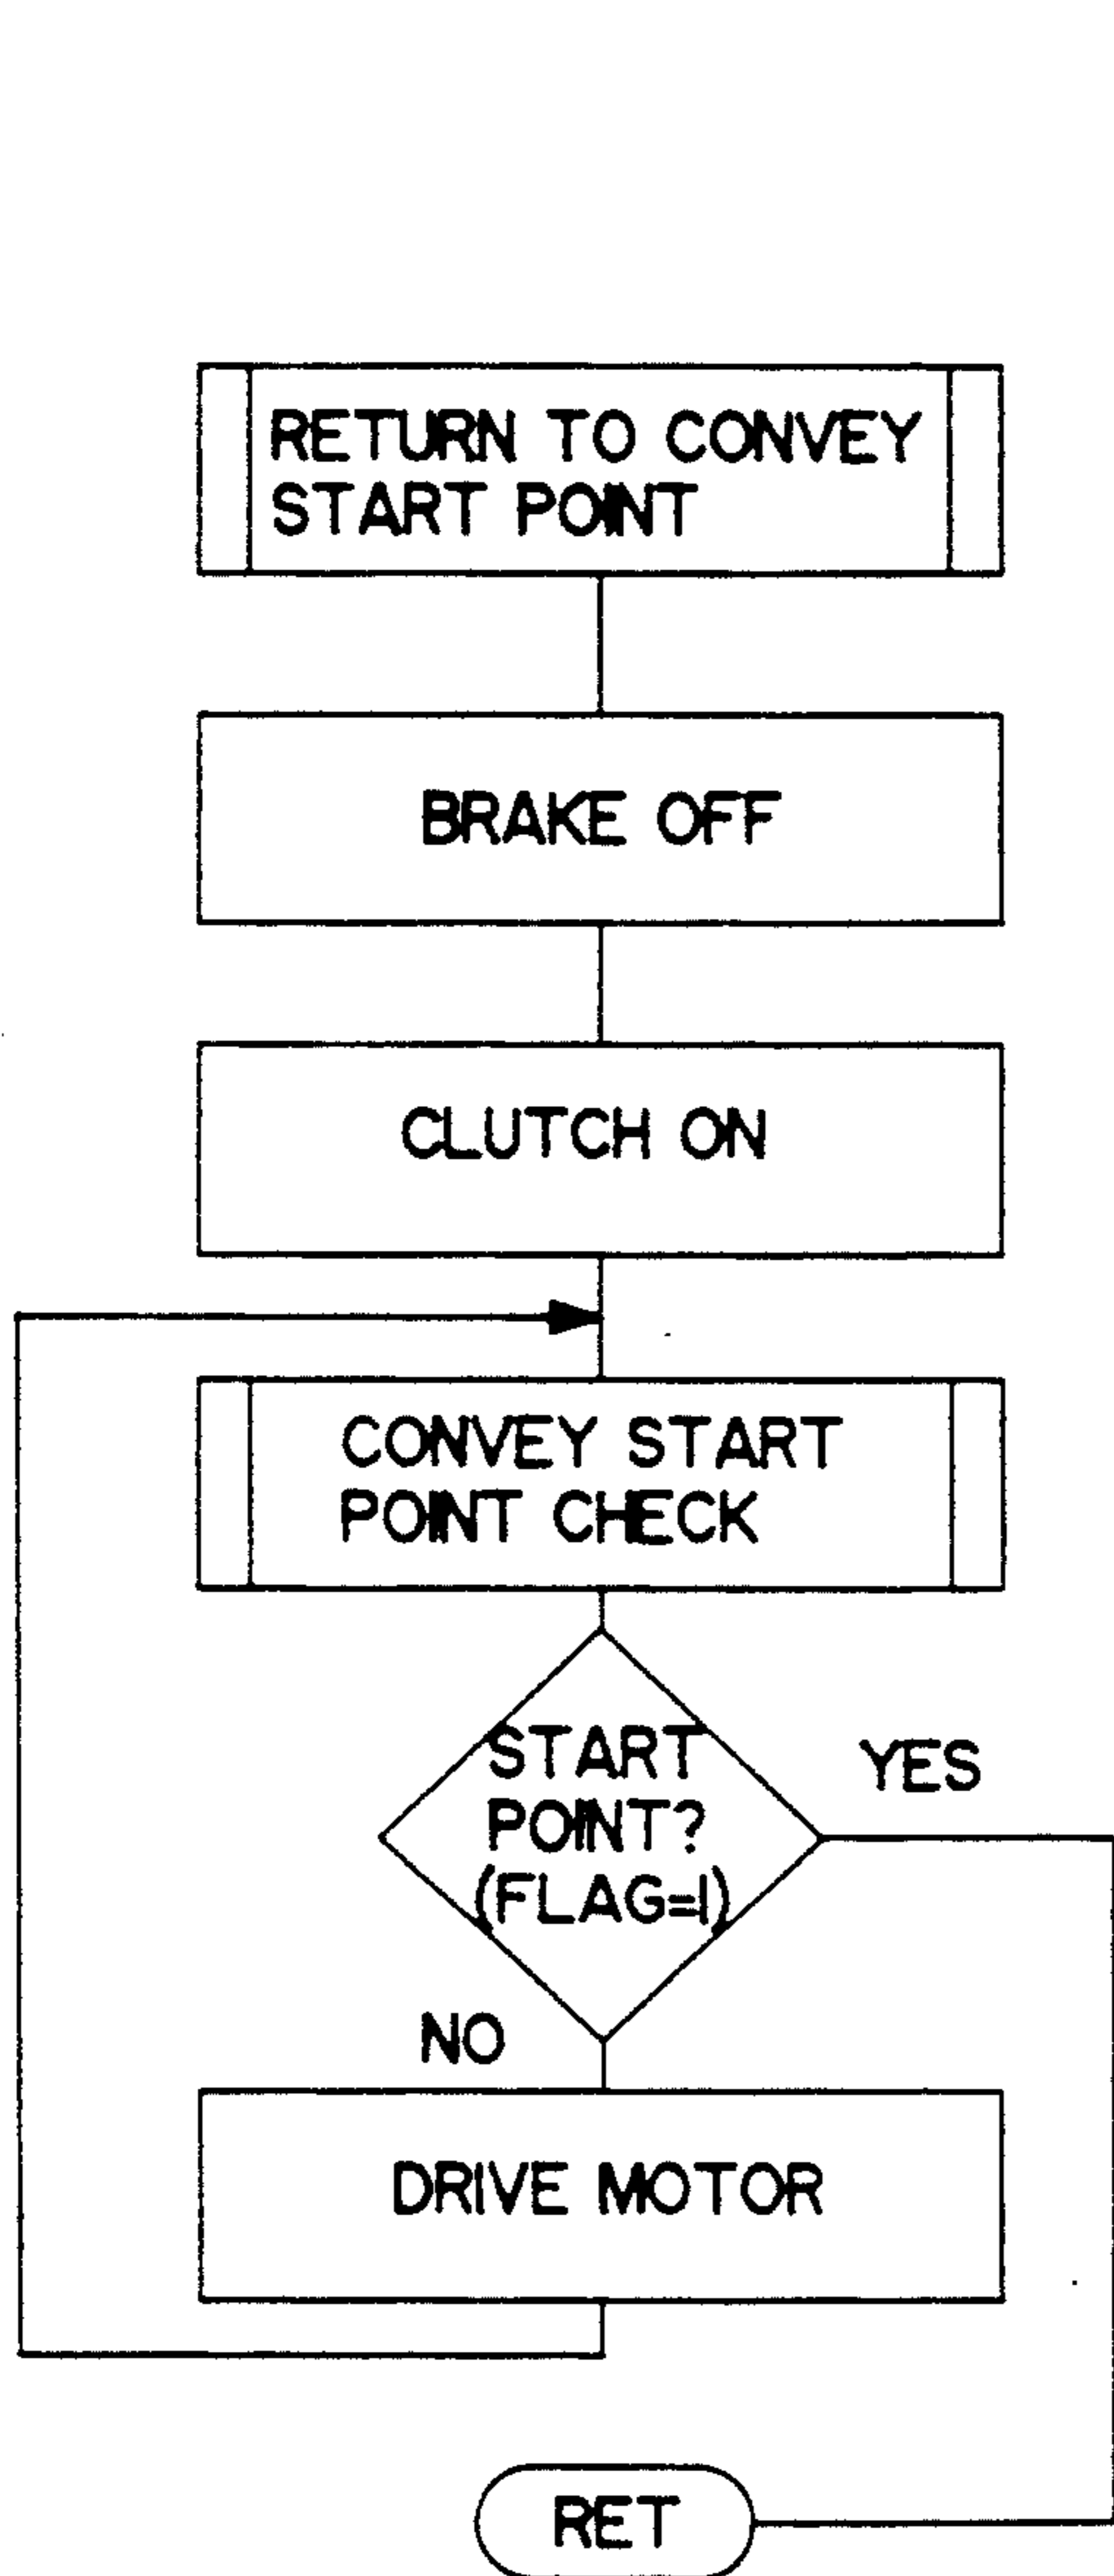 RETURN TO CONVEY
START POINT
BRAKE OFF
CLUTCH ON
CONVEY START
POINT CHECK
START
POINT?
(FLAG=1)
YES
NO
DRIVE MOTOR
RET